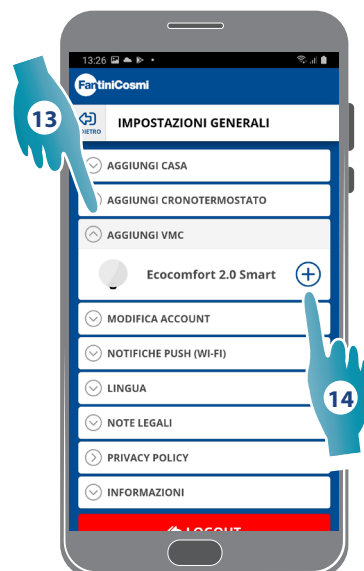 13:26
FantiniCosmi
IMPOSTAZIONI GENERALI
13
AGGIUNGI CASA
AGGIUNGI CRONOTERMOSTATO
AGGIUNGI VMC
Ecocomfort 2.0 Smart
MODIFICA ACCOUNT
NOTIFICHE PUSH (WI-FI)
LINGUA
14
NOTE LEGALI
PRIVACY POLICY
INFORMAZIONI
LOGOUT